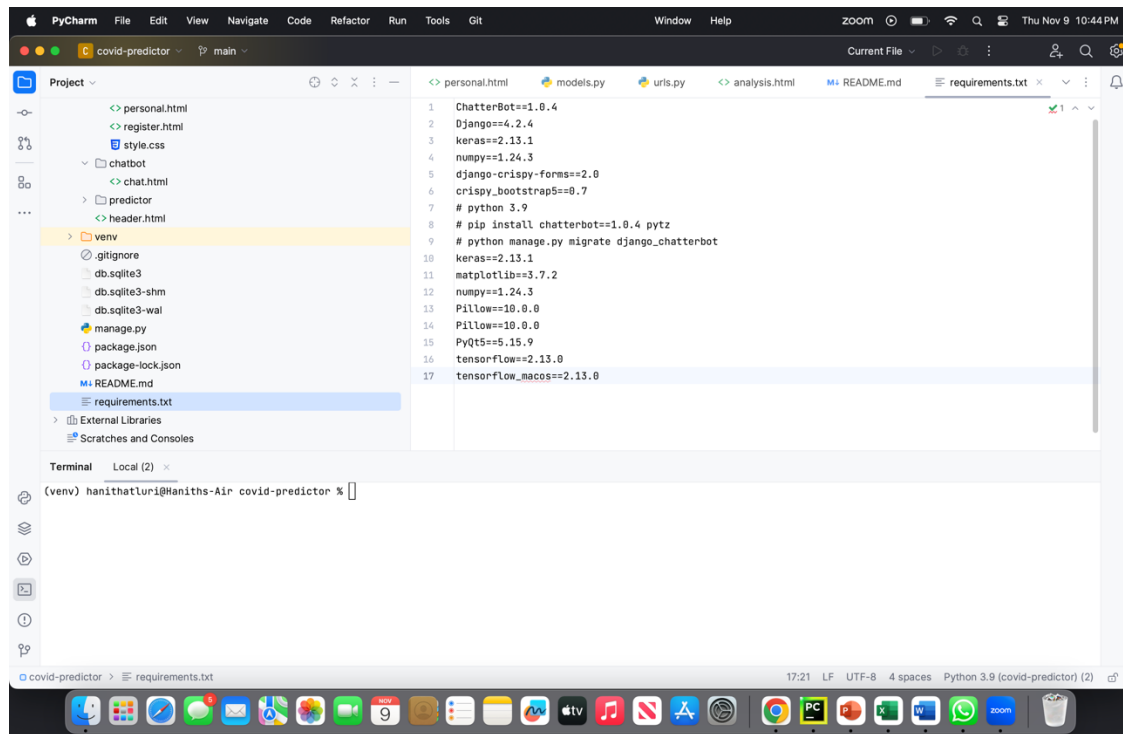 PyCharm File Edit View Navigate Code Refactor Run Tools Git Window Help zoom Thu Nov 9 10:44 PM
C covid-predictor main Current File
Project
<> personal.html
<> register.html
style.css
chatbot
<> chat.html
predictor
<> header.html
venv
.gitignore
db.sqlite3
db.sqlite3-shm
db.sqlite3-wal
manage.py
{} package.json
{} package-lock.json
M↓ README.md
requirements.txt
External Libraries
Scratches and Consoles
<> personal.html models.py urls.py <> analysis.html M↓ README.md requirements.txt
1 ChatterBot==1.0.4
2 Django==4.2.4
3 keras==2.13.1
4 numpy==1.24.3
5 django-crispy-forms==2.0
6 crispy_bootstrap5==0.7
7 # python 3.9
8 # pip install chatterbot==1.0.4 pytz
9 # python manage.py migrate django_chatterbot
10 keras==2.13.1
11 matplotlib==3.7.2
12 numpy==1.24.3
13 Pillow==10.0.0
14 Pillow==10.0.0
15 PyQt5==5.15.9
16 tensorflow==2.13.0
17 tensorflow_macos==2.13.0
1
Terminal Local (2)
(venv) hanithatluri@Haniths-Air covid-predictor %
covid-predictor > requirements.txt 17:21 LF UTF-8 4 spaces Python 3.9 (covid-predictor) (2)
5
NOV
9
tv
PC
P
X
W
zoom